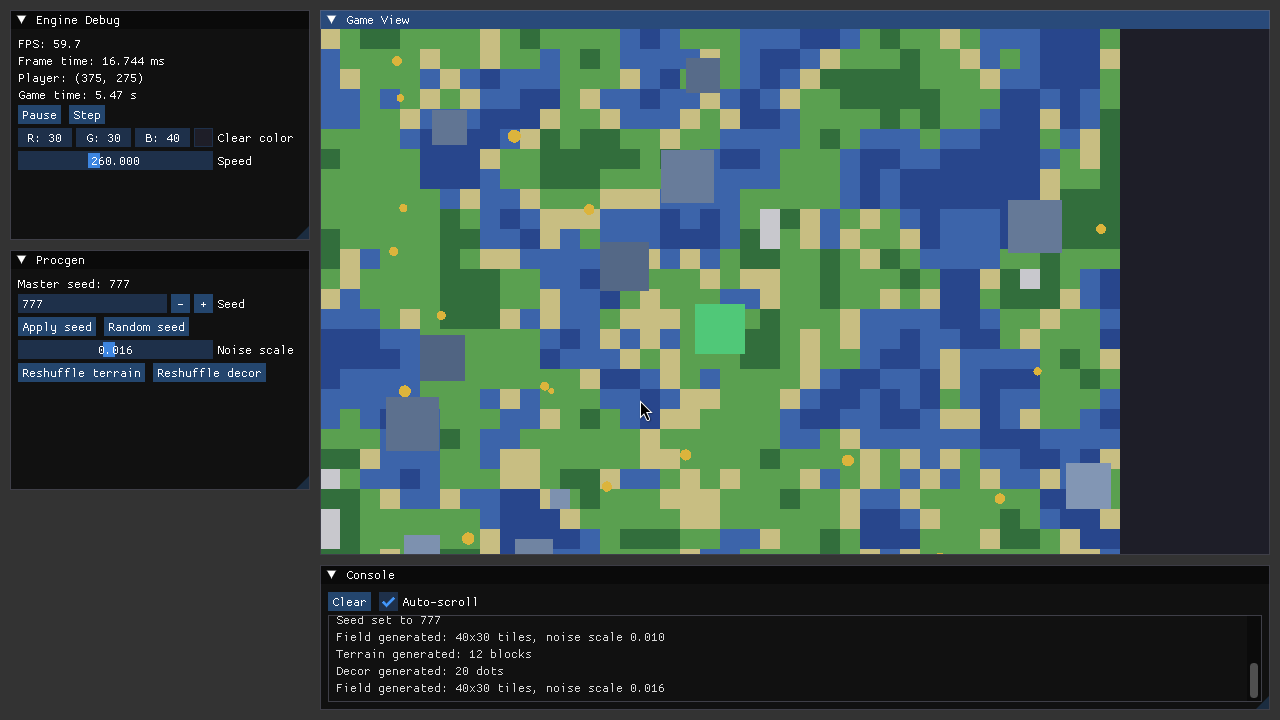 Engine Debug
FPS: 59.7
Frame time: 16.744 ms
Player: (375, 275)
Game time: 5.47 s
Pause Step
R: 30 G: 30 B: 40 Clear color
260.000 Speed
Procgen
Master seed: 777
777 - + Seed
Apply seed Random seed
0.016 Noise scale
Reshuffle terrain Reshuffle decor
Game View
Console
Clear Auto-scroll
Seed set to 777
Field generated: 40x30 tiles, noise scale 0.010
Terrain generated: 12 blocks
Decor generated: 20 dots
Field generated: 40x30 tiles, noise scale 0.016